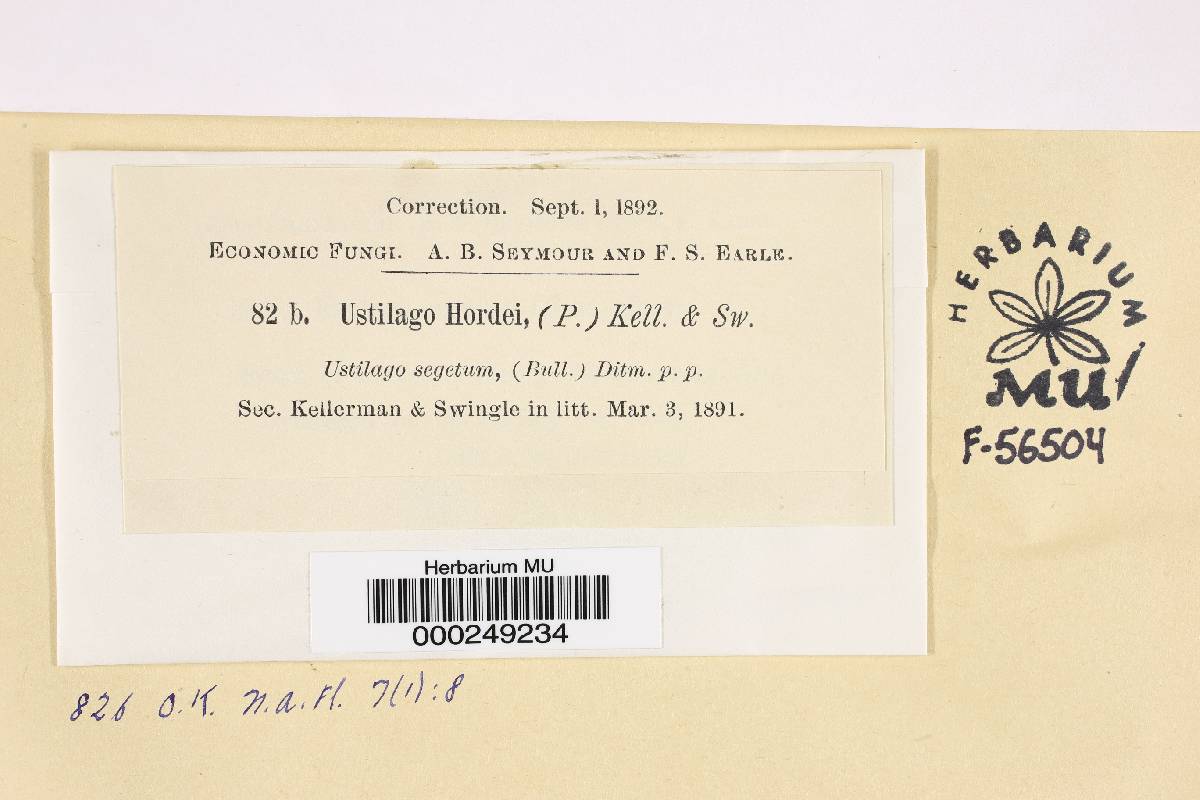 Correction. Sept. 1, 1892.
Economic Fungi. A. B. Seymour and F. S. Earle.
82 b. Ustilago Hordei, (P.) Kell. & Sw.
Ustilago segetum, (Bull.) Ditm. p. p.
Sec. Kellerman & Swingle in litt. Mar. 3, 1891.
HERBARIUM
MU
F-56504
Herbarium MU
000249234
826 O.K. N.a.Fl. 7(1):8